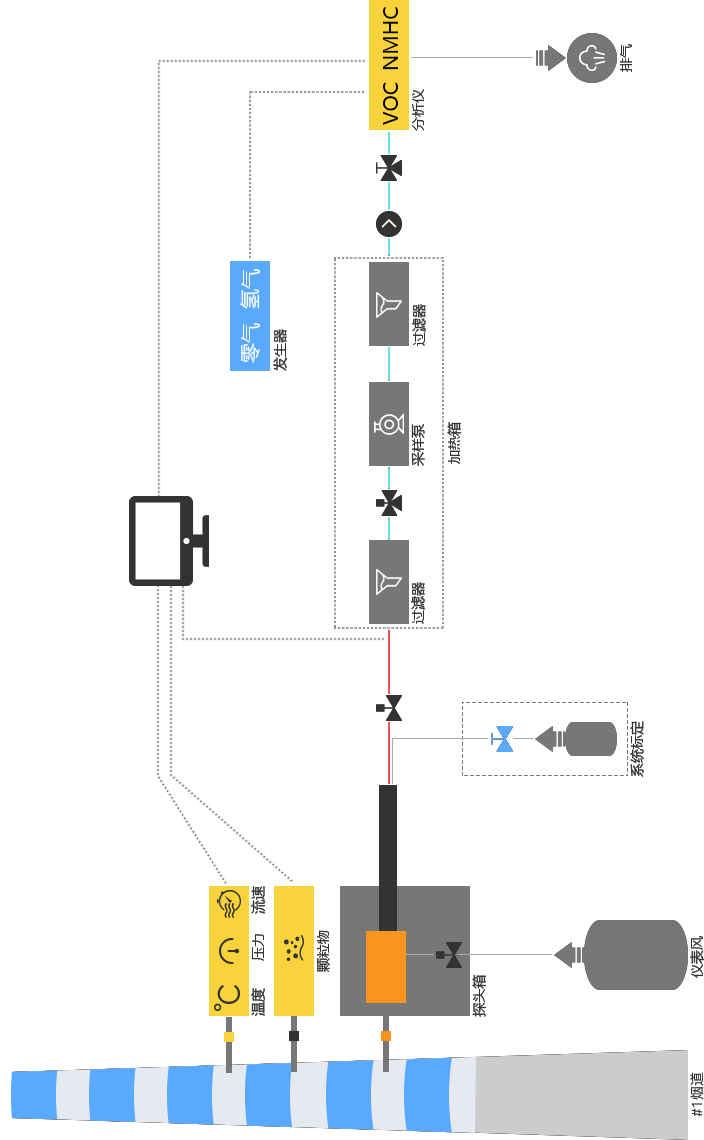 #1烟道
温度
压力
流速
颗粒物
探头箱
仪表风
系统标定
过滤器
采样泵
过滤器
加热箱
零气 氢气
发生器
VOC NMHC
分析仪
排气